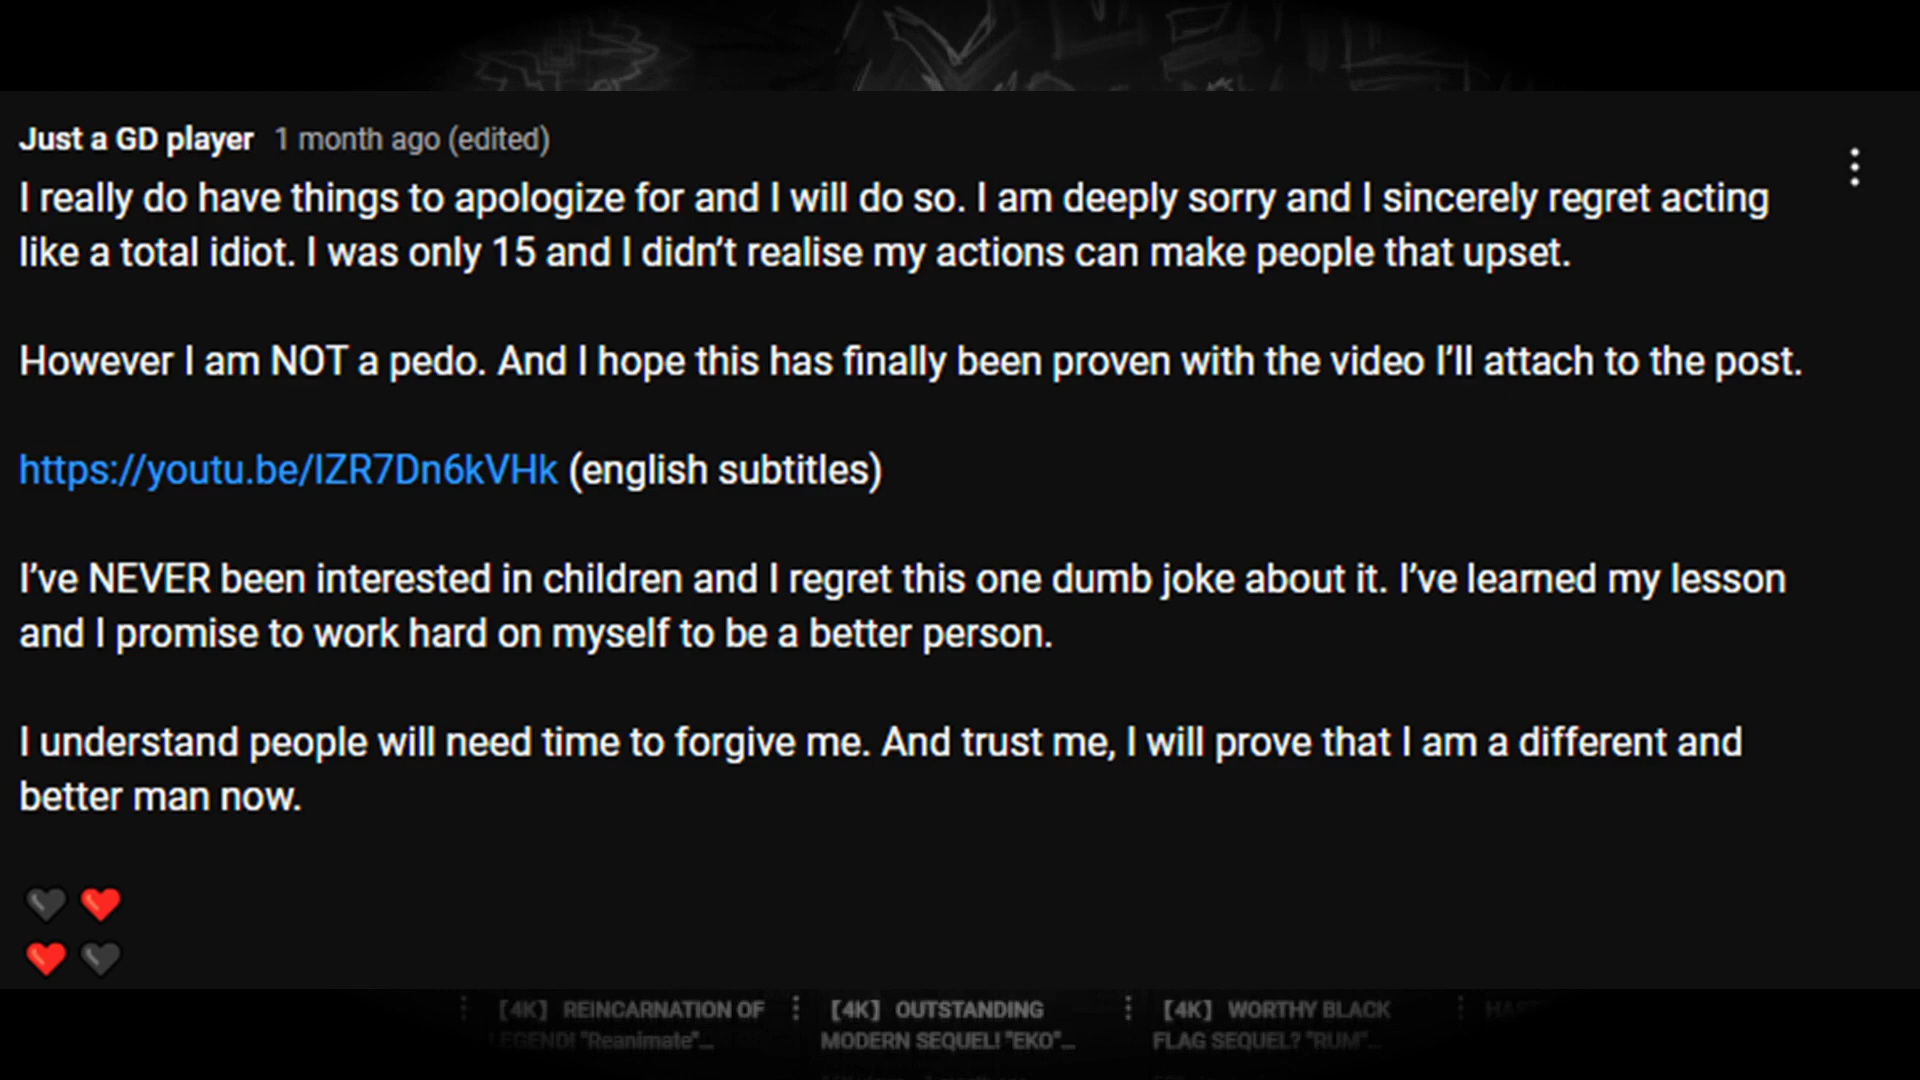 Just a GD player 1 month ago (edited)
I really do have things to apologize for and I will do so. I am deeply sorry and I sincerely regret acting
like a total idiot. I was only 15 and I didn’t realise my actions can make people that upset.
However I am NOT a pedo. And I hope this has finally been proven with the video I’ll attach to the post.
https://youtu.be/IZR7Dn6kVHk (english subtitles)
I’ve NEVER been interested in children and I regret this one dumb joke about it. I’ve learned my lesson
and I promise to work hard on myself to be a better person.
I understand people will need time to forgive me. And trust me, I will prove that I am a different and
better man now.
🖤❤️
❤️🖤
[4K] REINCARNATION OF
LEGEND! "Reanimate"...
[4K] OUTSTANDING
MODERN SEQUEL! "EKO"...
[4K] WORTHY BLACK
FLAG SEQUEL? "RUM"...